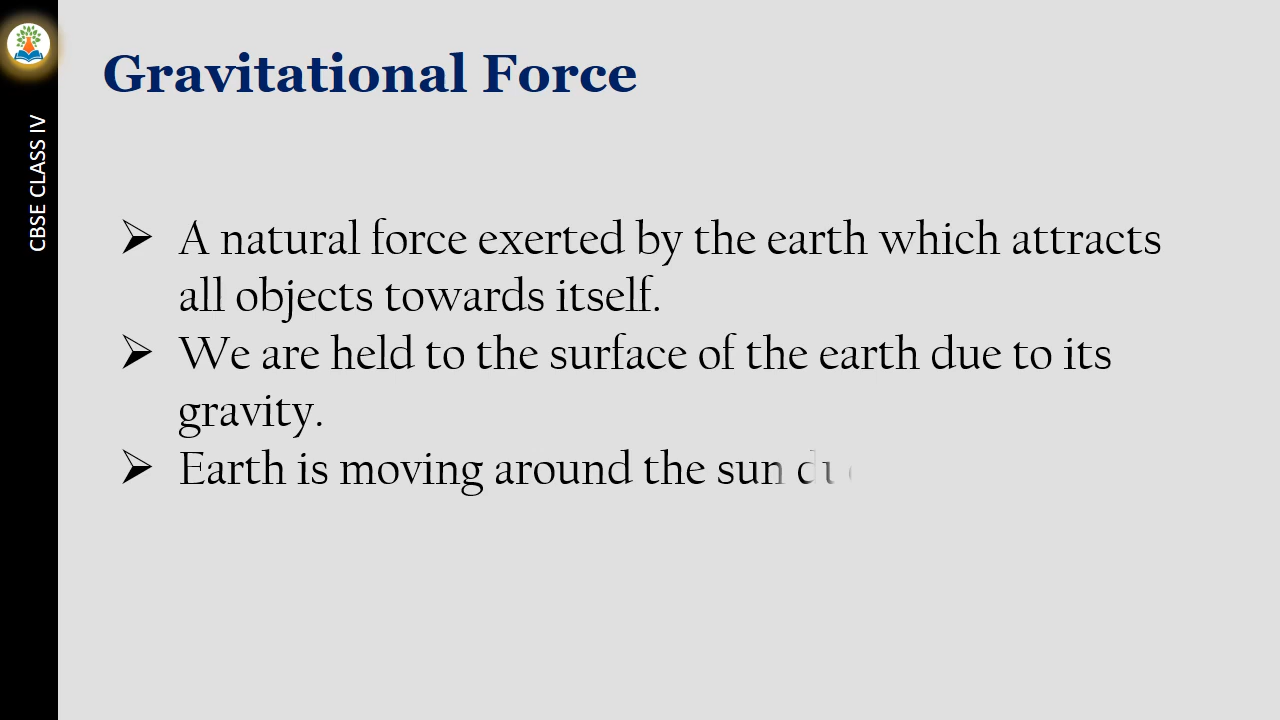 CBSE CLASS IV
Gravitational Force
➢ A natural force exerted by the earth which attracts
all objects towards itself.
➢ We are held to the surface of the earth due to its
gravity.
➢ Earth is moving around the sun